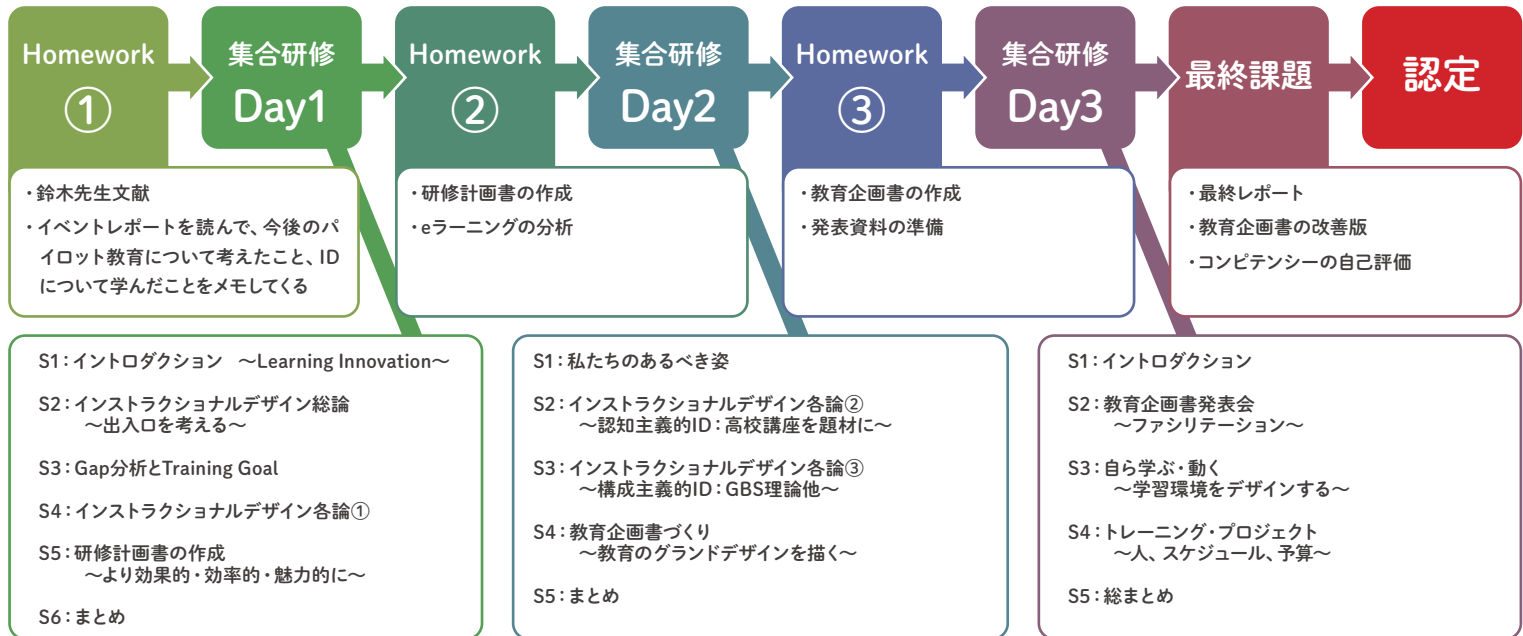 Homework
①
集合研修
Day1
Homework
②
集合研修
Day2
Homework
③
集合研修
Day3
最終課題
認定
・鈴木先生文献
・イベントレポートを読んで、今後のパ
イロット教育について考えたこと、ID
について学んだことをメモしてくる
・研修計画書の作成
・eラーニングの分析
・教育企画書の作成
・発表資料の準備
・最終レポート
・教育企画書の改善版
・コンピテンシーの自己評価
S1：イントロダクション　～Learning Innovation～
S2：インストラクショナルデザイン総論
～出入口を考える～
S3：Gap分析とTraining Goal
S4：インストラクショナルデザイン各論①
S5：研修計画書の作成
～より効果的・効率的・魅力的に～
S6：まとめ
S1：私たちのあるべき姿
S2：インストラクショナルデザイン各論②
～認知主義的ID：高校講座を題材に～
S3：インストラクショナルデザイン各論③
～構成主義的ID：GBS理論他～
S4：教育企画書づくり
～教育のグランドデザインを描く～
S5：まとめ
S1：イントロダクション
S2：教育企画書発表会
～ファシリテーション～
S3：自ら学ぶ・動く
～学習環境をデザインする～
S4：トレーニング・プロジェクト
～人、スケジュール、予算～
S5：総まとめ